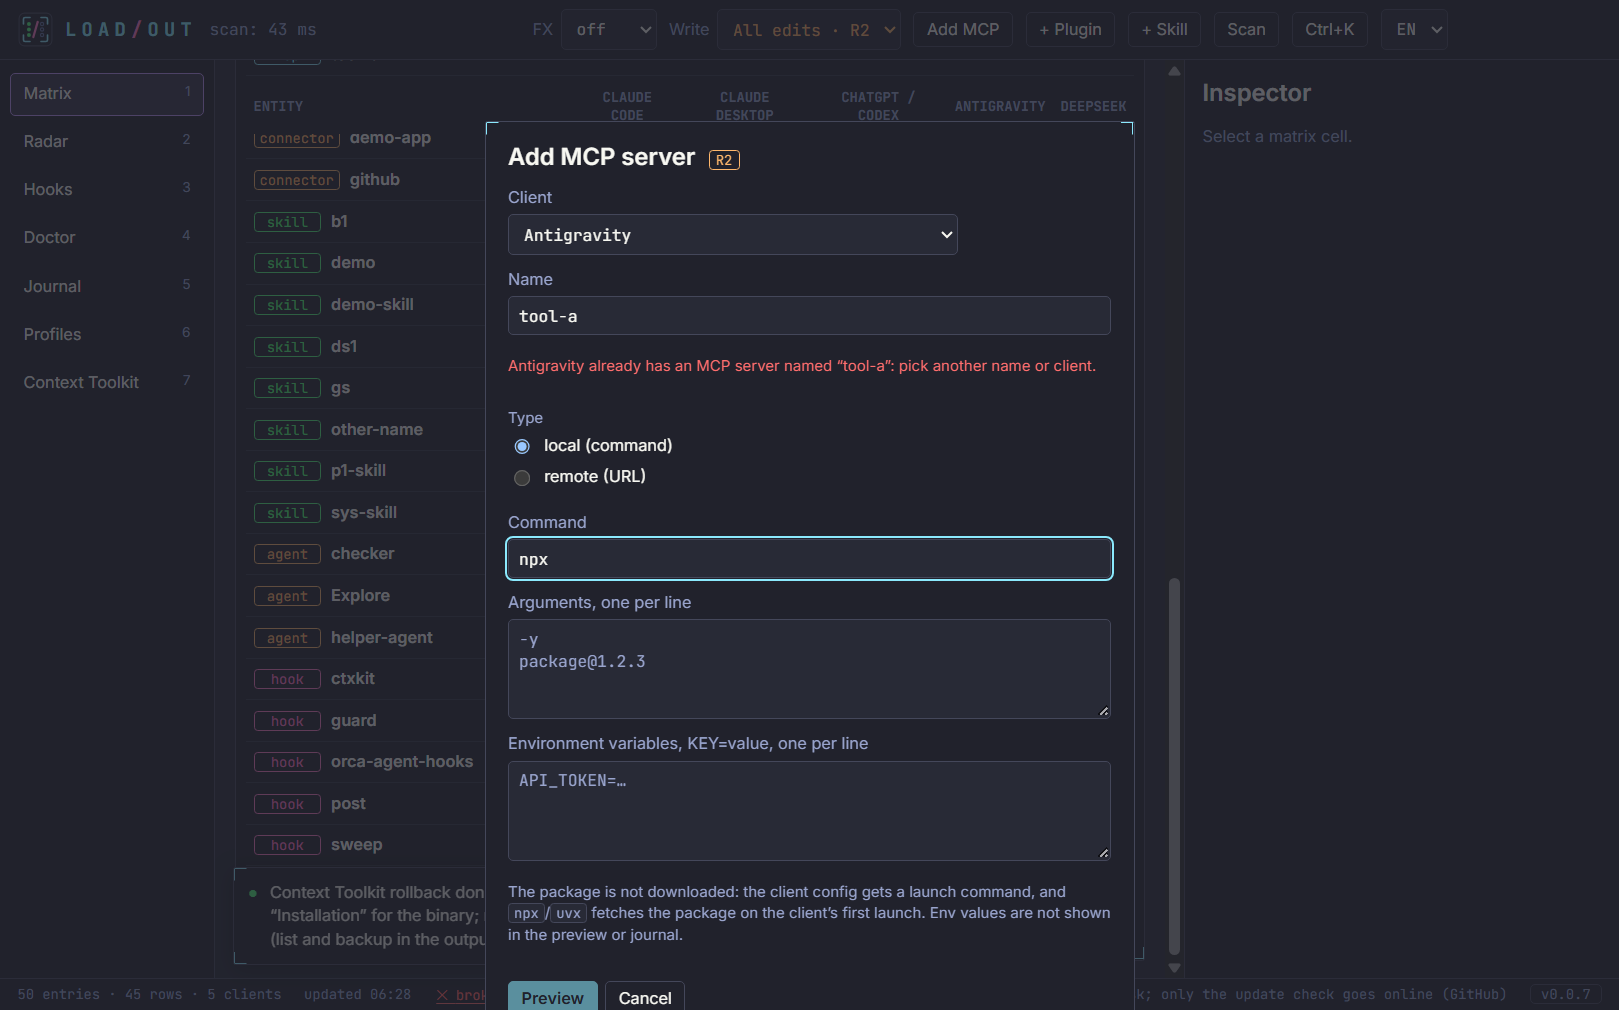 LOAD/OUT scan: 43 ms FX off Write All edits · R2 Add MCP + Plugin + Skill Scan Ctrl+K EN
Matrix 1
Radar 2
Hooks 3
Doctor 4
Journal 5
Profiles 6
Context Toolkit 7
ENTITY CLAUDE CODE CLAUDE DESKTOP CHATGPT / CODEX ANTIGRAVITY DEEPSEEK
connector demo-app
connector github
skill b1
skill demo
skill demo-skill
skill ds1
skill gs
skill other-name
skill p1-skill
skill sys-skill
agent checker
agent Explore
agent helper-agent
hook ctxkit
hook guard
hook orca-agent-hooks
hook post
hook sweep
Context Toolkit rollback don
"Installation" for the binary;
(list and backup in the outpu
Add MCP server R2
Client
Antigravity
Name
tool-a
Antigravity already has an MCP server named “tool-a”: pick another name or client.
Type
local (command)
remote (URL)
Command
npx
Arguments, one per line
-y
package@1.2.3
Environment variables, KEY=value, one per line
API_TOKEN=…
The package is not downloaded: the client config gets a launch command, and
npx/uvx fetches the package on the client’s first launch. Env values are not shown
in the preview or journal.
Preview Cancel
Inspector
Select a matrix cell.
50 entries · 45 rows · 5 clients updated 06:28 ✕ brok
k; only the update check goes online (GitHub) v0.0.7